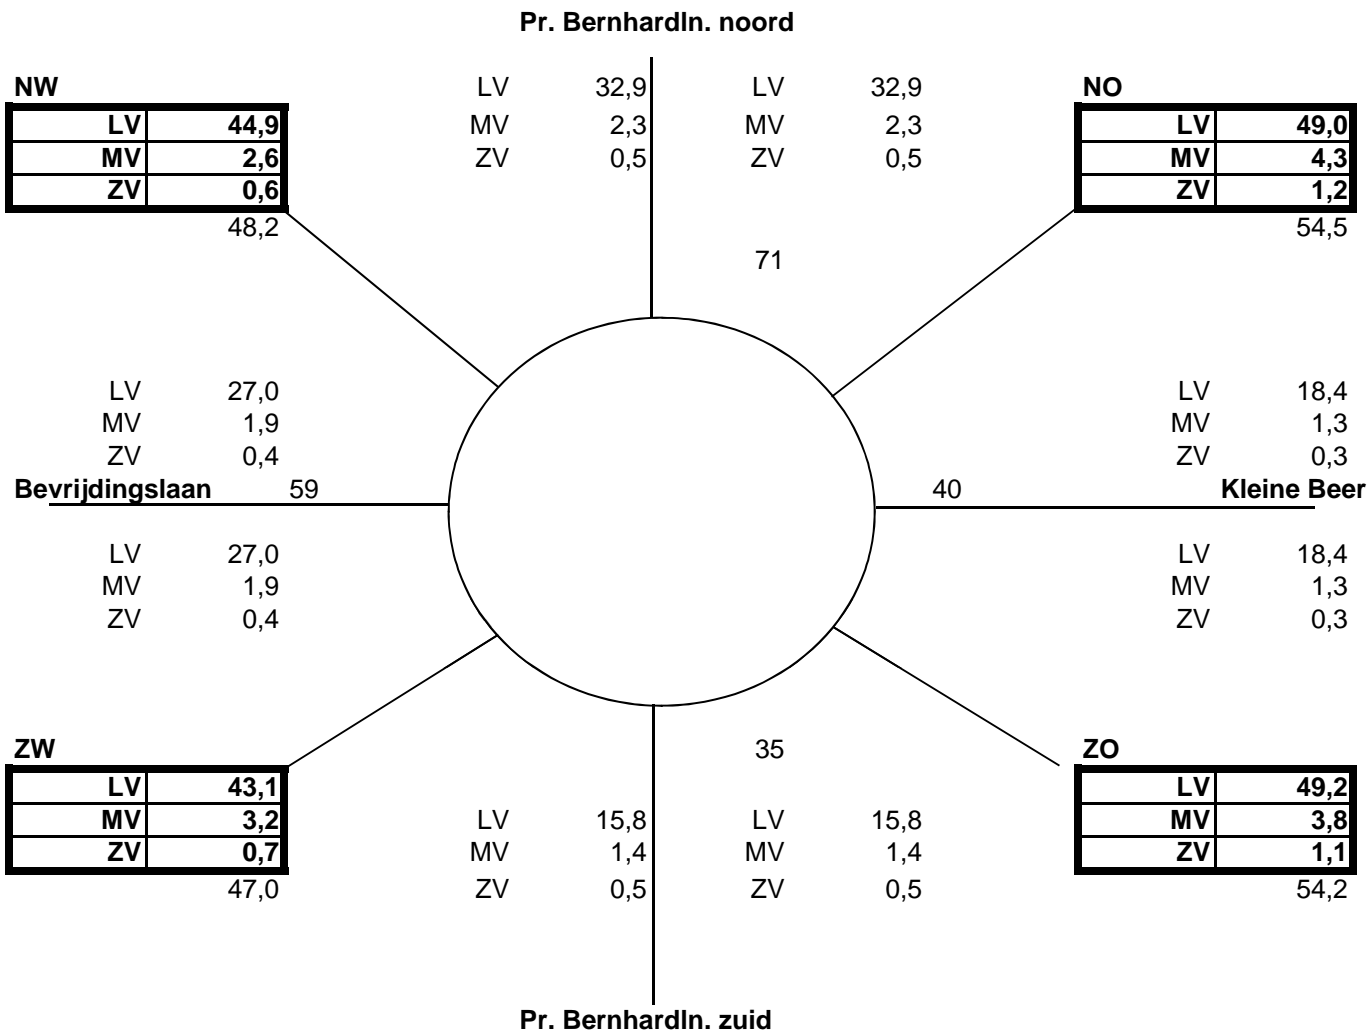 Pr. Bernhardln. noord
NW LV 32,9 LV 32,9 NO
LV 44,9 MV 2,3 MV 2,3 LV 49,0
MV 2,6 ZV 0,5 ZV 0,5 MV 4,3
ZV 0,6 ZV 1,2
48,2 54,5
71
LV 27,0 LV 18,4
MV 1,9 MV 1,3
ZV 0,4 ZV 0,3
Bevrijdingslaan 59 40 Kleine Beer
LV 27,0 LV 18,4
MV 1,9 MV 1,3
ZV 0,4 ZV 0,3
ZW 35 ZO
LV 43,1 LV 49,2
MV 3,2 LV 15,8 LV 15,8 MV 3,8
ZV 0,7 MV 1,4 MV 1,4 ZV 1,1
47,0 ZV 0,5 ZV 0,5 54,2
Pr. Bernhardln. zuid